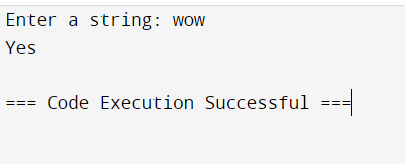 Enter a string: wow
Yes
=== Code Execution Successful ===